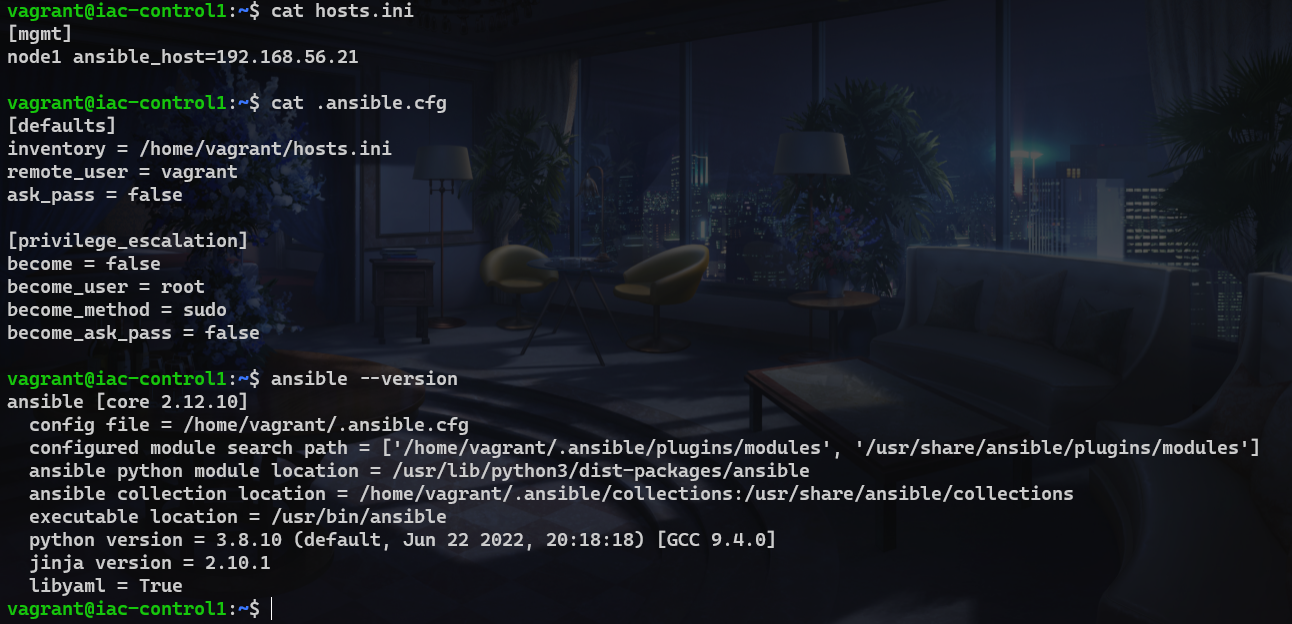 vagrant@iac-control1:~$ cat hosts.ini
[mgmt]
node1 ansible_host=192.168.56.21
vagrant@iac-control1:~$ cat .ansible.cfg
[defaults]
inventory = /home/vagrant/hosts.ini
remote_user = vagrant
ask_pass = false
[privilege_escalation]
become = false
become_user = root
become_method = sudo
become_ask_pass = false
vagrant@iac-control1:~$ ansible --version
ansible [core 2.12.10]
  config file = /home/vagrant/.ansible.cfg
  configured module search path = ['/home/vagrant/.ansible/plugins/modules', '/usr/share/ansible/plugins/modules']
  ansible python module location = /usr/lib/python3/dist-packages/ansible
  ansible collection location = /home/vagrant/.ansible/collections:/usr/share/ansible/collections
  executable location = /usr/bin/ansible
  python version = 3.8.10 (default, Jun 22 2022, 20:18:18) [GCC 9.4.0]
  jinja version = 2.10.1
  libyaml = True
vagrant@iac-control1:~$